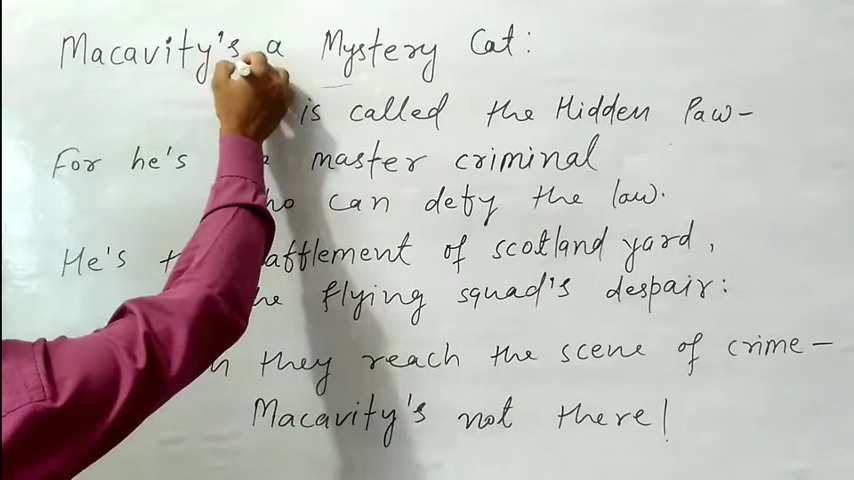 Macavity's a Mystery Cat:
is called the Hidden Paw-
For he's master criminal
can defy the law.
He's of scotland yard,
flying squad's despair:
they reach the scene of crime-
Macavity's not there!